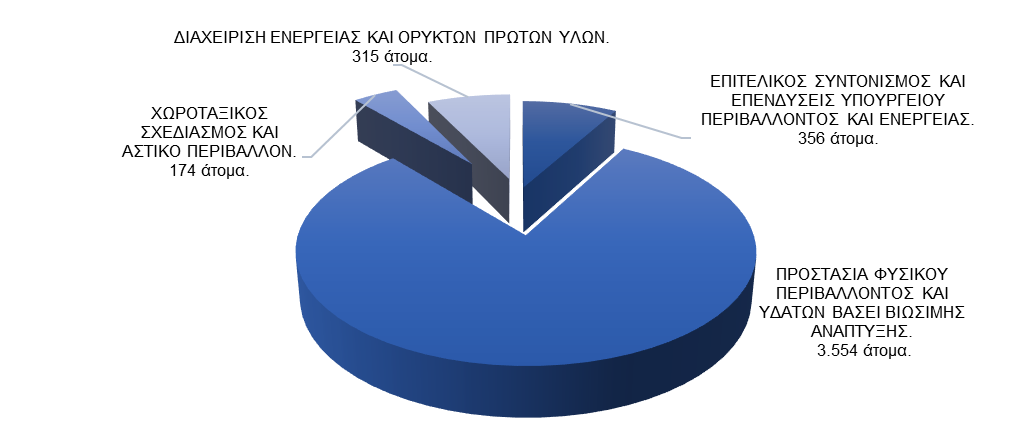 ΔΙΑΧΕΙΡΙΣΗ ΕΝΕΡΓΕΙΑΣ ΚΑΙ ΟΡΥΚΤΩΝ ΠΡΩΤΩΝ ΥΛΩΝ.
315 άτομα.
ΕΠΙΤΕΛΙΚΟΣ ΣΥΝΤΟΝΙΣΜΟΣ ΚΑΙ
ΕΠΕΝΔΥΣΕΙΣ ΥΠΟΥΡΓΕΙΟΥ
ΠΕΡΙΒΑΛΛΟΝΤΟΣ ΚΑΙ ΕΝΕΡΓΕΙΑΣ.
356 άτομα.
ΧΩΡΟΤΑΞΙΚΟΣ
ΣΧΕΔΙΑΣΜΟΣ ΚΑΙ
ΑΣΤΙΚΟ ΠΕΡΙΒΑΛΛΟΝ.
174 άτομα.
ΠΡΟΣΤΑΣΙΑ ΦΥΣΙΚΟΥ
ΠΕΡΙΒΑΛΛΟΝΤΟΣ ΚΑΙ
ΥΔΑΤΩΝ ΒΑΣΕΙ ΒΙΩΣΙΜΗΣ
ΑΝΑΠΤΥΞΗΣ.
3.554 άτομα.